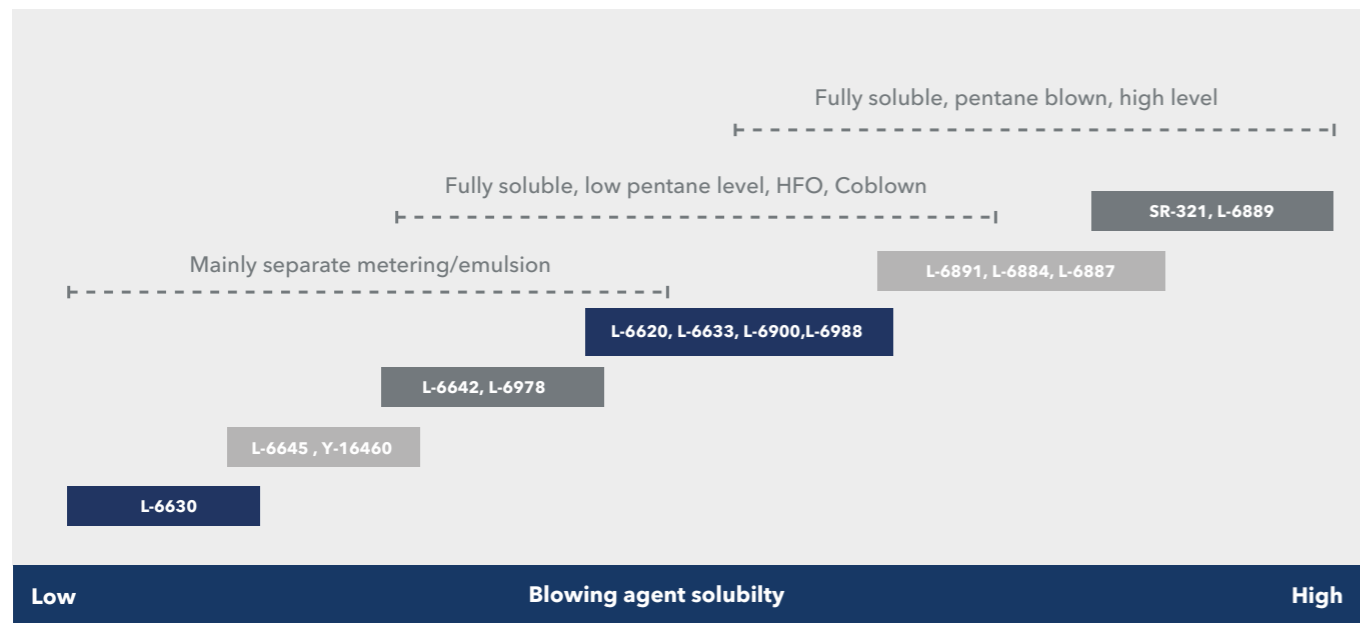 Fully soluble, pentane blown, high level
Fully soluble, low pentane level, HFO, Coblown
SR-321, L-6889
Mainly separate metering/emulsion
L-6891, L-6884, L-6887
L-6620, L-6633, L-6900,L-6988
L-6642, L-6978
L-6645 , Y-16460
L-6630
Low Blowing agent solubilty High